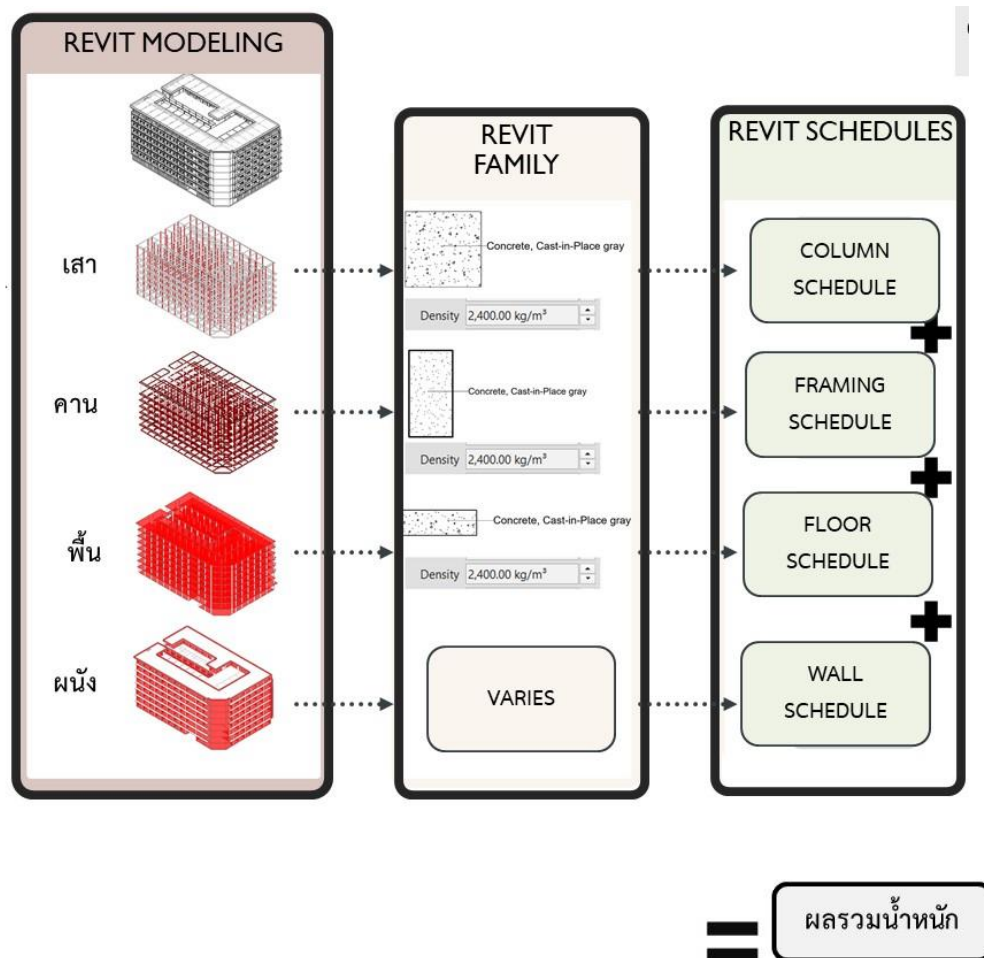 REVIT MODELING
เสา
คาน
พื้น
ผนัง
REVIT
FAMILY
Concrete, Cast-in-Place gray
Density 2,400.00 kg/m³
Concrete, Cast-in-Place gray
Density 2,400.00 kg/m³
Concrete, Cast-in-Place gray
Density 2,400.00 kg/m³
VARIES
REVIT SCHEDULES
COLUMN
SCHEDULE
+
FRAMING
SCHEDULE
+
FLOOR
SCHEDULE
+
WALL
SCHEDULE
=
ผลรวมน้ำหนัก